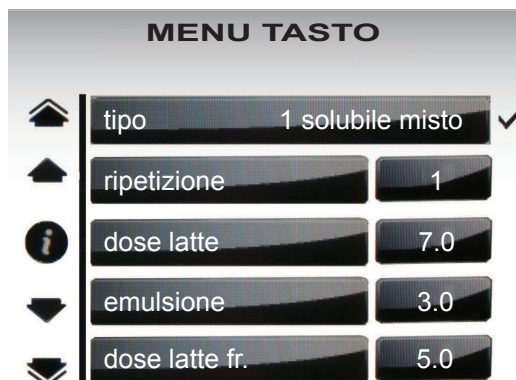 MENU TASTO
tipo 1 solubile misto
ripetizione 1
i
dose latte 7.0
emulsione 3.0
dose latte fr. 5.0